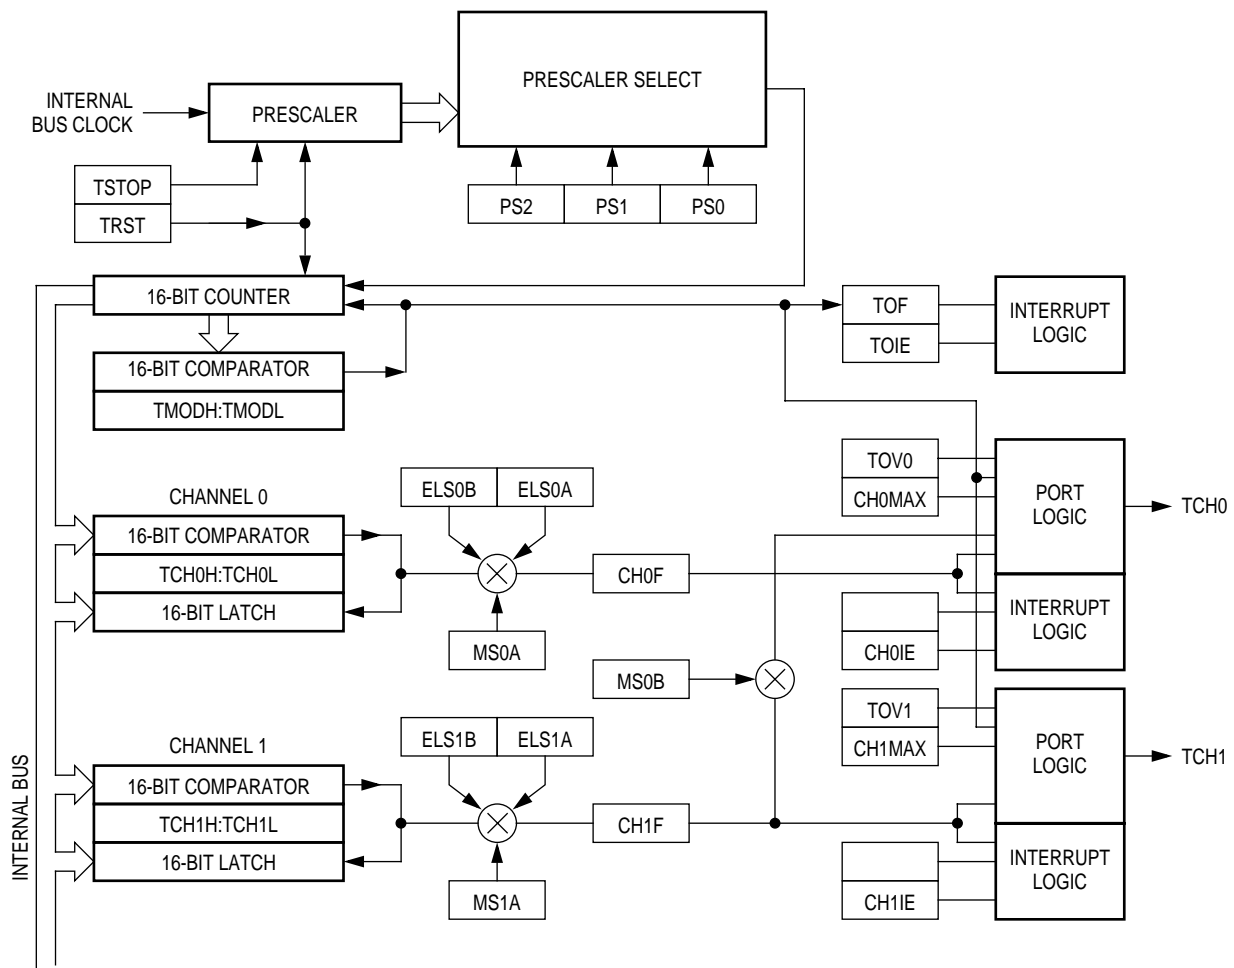 PRESCALER SELECT
INTERNAL
BUS CLOCK
PRESCALER
TSTOP
TRST
PS2
PS1
PS0
16-BIT COUNTER
16-BIT COMPARATOR
TMODH:TMODL
TOF
TOIE
INTERRUPT
LOGIC
CHANNEL 0
16-BIT COMPARATOR
TCH0H:TCH0L
16-BIT LATCH
ELS0B
ELS0A
MS0A
CH0F
TOV0
CH0MAX
PORT
LOGIC
TCH0
CH0IE
INTERRUPT
LOGIC
MS0B
CHANNEL 1
16-BIT COMPARATOR
TCH1H:TCH1L
16-BIT LATCH
ELS1B
ELS1A
MS1A
CH1F
TOV1
CH1MAX
PORT
LOGIC
TCH1
CH1IE
INTERRUPT
LOGIC
INTERNAL BUS